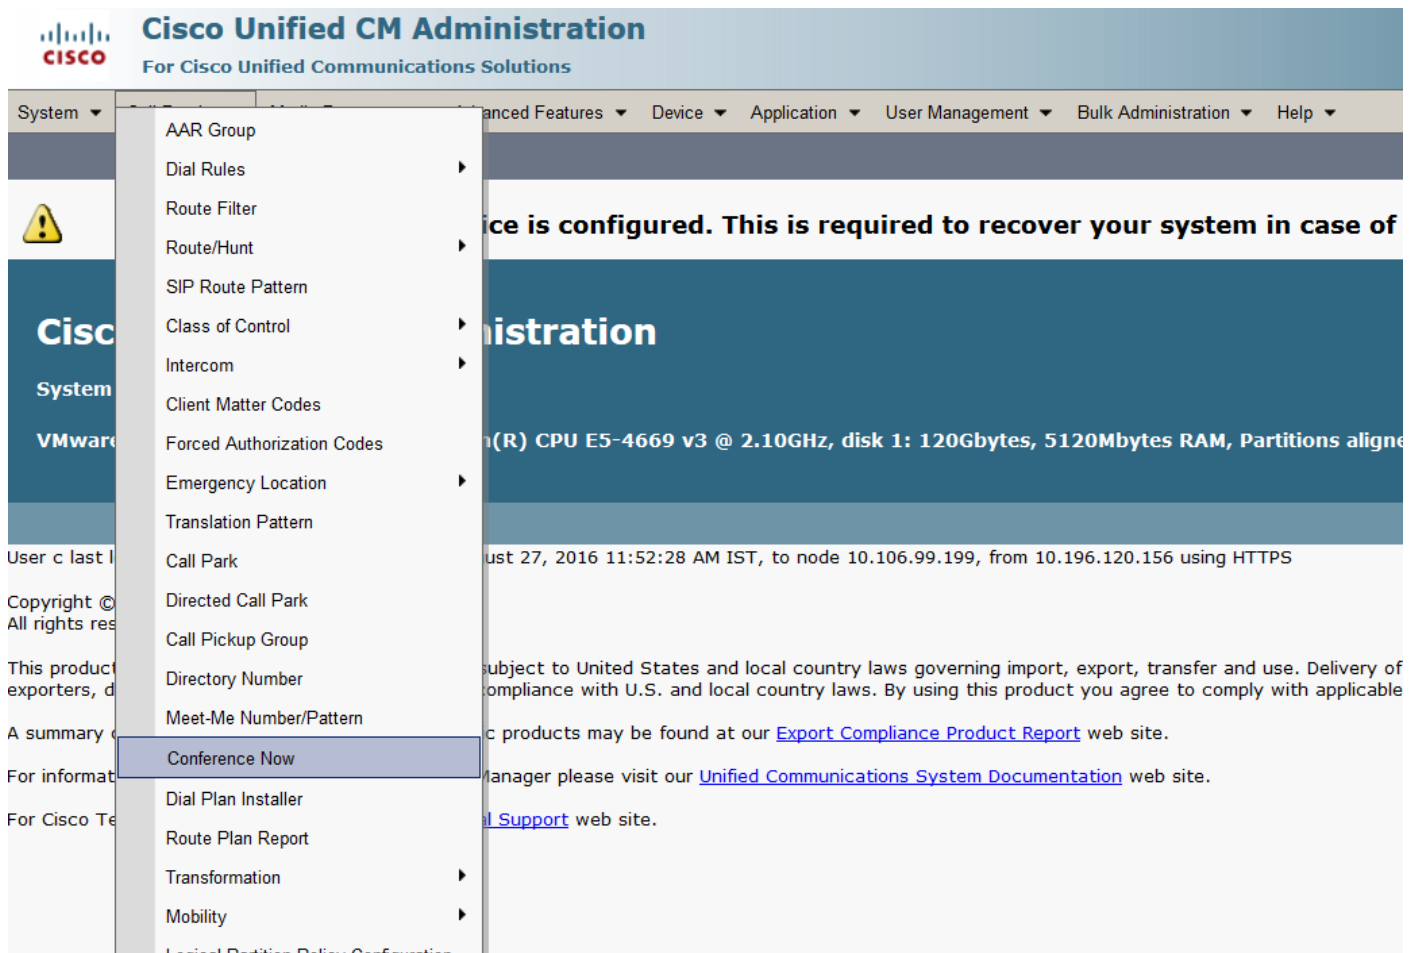 CISCO
Cisco Unified CM Administration
For Cisco Unified Communications Solutions
System
anced Features Device Application User Management Bulk Administration Help
AAR Group
Dial Rules
Route Filter
ice is configured. This is required to recover your system in case of
Route/Hunt
SIP Route Pattern
Cisc istration
Class of Control
Intercom
System
Client Matter Codes
VMware (R) CPU E5-4669 v3 @ 2.10GHz, disk 1: 120Gbytes, 5120Mbytes RAM, Partitions aligne
Forced Authorization Codes
Emergency Location
Translation Pattern
User c last l ust 27, 2016 11:52:28 AM IST, to node 10.106.99.199, from 10.196.120.156 using HTTPS
Call Park
Directed Call Park
Copyright ©
All rights res
Call Pickup Group
This product subject to United States and local country laws governing import, export, transfer and use. Delivery of
Directory Number
exporters, d ompliance with U.S. and local country laws. By using this product you agree to comply with applicable
Meet-Me Number/Pattern
A summary c products may be found at our Export Compliance Product Report web site.
Conference Now
For informat Manager please visit our Unified Communications System Documentation web site.
Dial Plan Installer
For Cisco Te al Support web site.
Route Plan Report
Transformation
Mobility
Logical Partition Policy Configuration